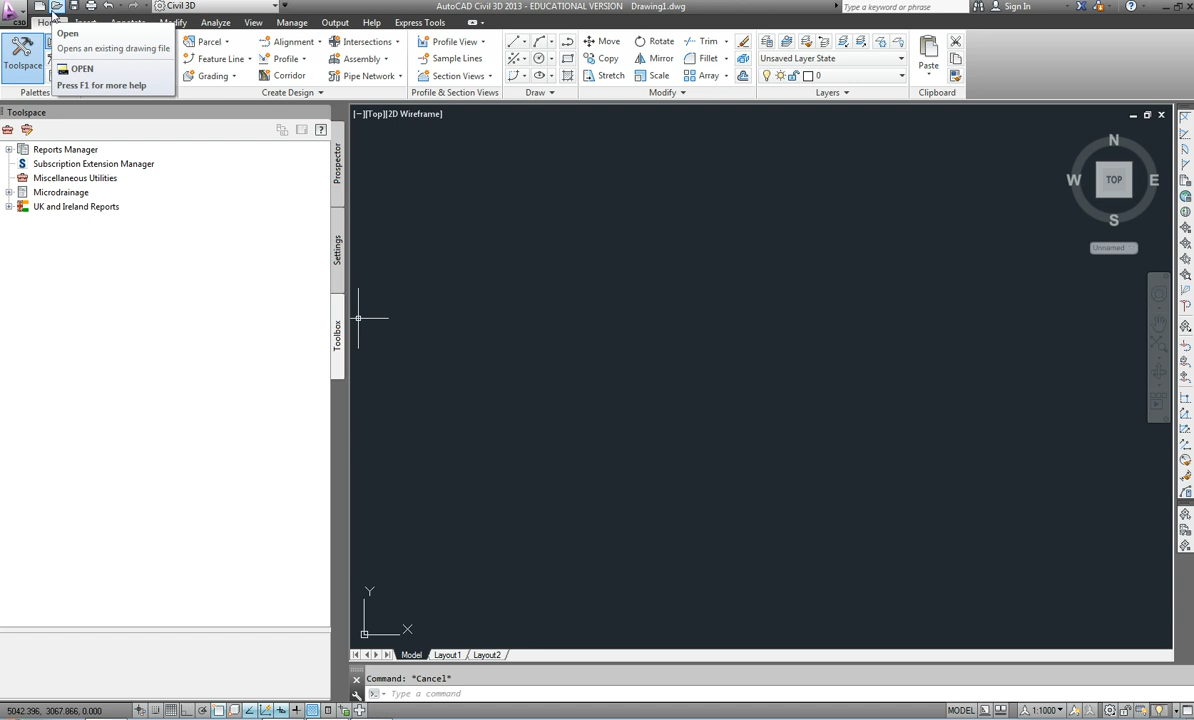 Civil 3D
AutoCAD Civil 3D 2013 - EDUCATIONAL VERSION Drawing1.dwg
Type a keyword or phrase
Sign In
Modify Analyze View Manage Output Help Express Tools
Open
Opens an existing drawing file
OPEN
Press F1 for more help
C3D
Toolspace
Palettes
Parcel Alignment Intersections
Feature Line Profile Assembly
Grading Corridor Pipe Network
Create Design
Profile View
Sample Lines
Section Views
Profile & Section Views
Draw
Move Rotate Trim
Copy Mirror Fillet
Stretch Scale Array
Modify
Unsaved Layer State
0
Layers
Paste
Clipboard
Toolspace
Reports Manager
Subscription Extension Manager
Miscellaneous Utilities
Microdrainage
UK and Ireland Reports
Prospector
Settings
Toolbox
[−][Top][2D Wireframe]
N
W TOP E
S
Unnamed
Y
X
Model Layout1 Layout2
Command: *Cancel*
Type a command
5042.396, 3067.866, 0.000
MODEL
1:1000